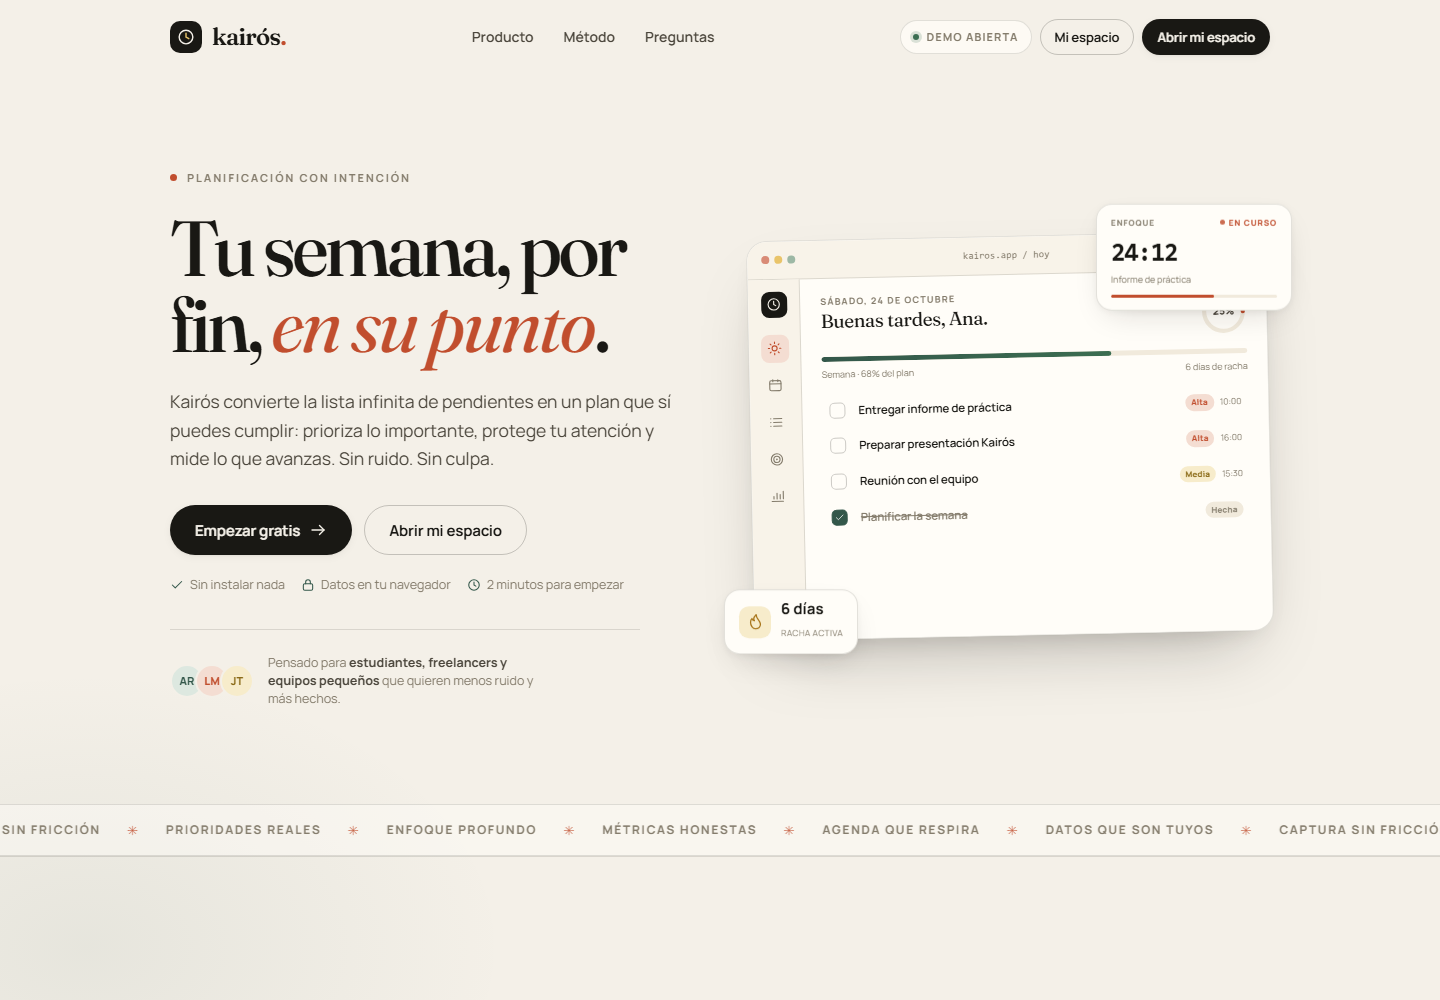 kairós.
Producto
Método
Preguntas
DEMO ABIERTA
Mi espacio
Abrir mi espacio
PLANIFICACIÓN CON INTENCIÓN
Tu semana, por
fin, en su punto.
Kairós convierte la lista infinita de pendientes en un plan que sí
puedes cumplir: prioriza lo importante, protege tu atención y
mide lo que avanzas. Sin ruido. Sin culpa.
Empezar gratis
Abrir mi espacio
Sin instalar nada
Datos en tu navegador
2 minutos para empezar
AR
LM
JT
Pensado para estudiantes, freelancers y
equipos pequeños que quieren menos ruido y
más hechos.
kairos.app / hoy
ENFOQUE
EN CURSO
24:12
Informe de práctica
SÁBADO, 24 DE OCTUBRE
Buenas tardes, Ana.
25%
Semana · 68% del plan
6 días de racha
Entregar informe de práctica
Alta
10:00
Preparar presentación Kairós
Alta
16:00
Reunión con el equipo
Media
15:30
Planificar la semana
Hecha
6 días
RACHA ACTIVA
SIN FRICCIÓN
PRIORIDADES REALES
ENFOQUE PROFUNDO
MÉTRICAS HONESTAS
AGENDA QUE RESPIRA
DATOS QUE SON TUYOS
CAPTURA SIN FRICCIÓ